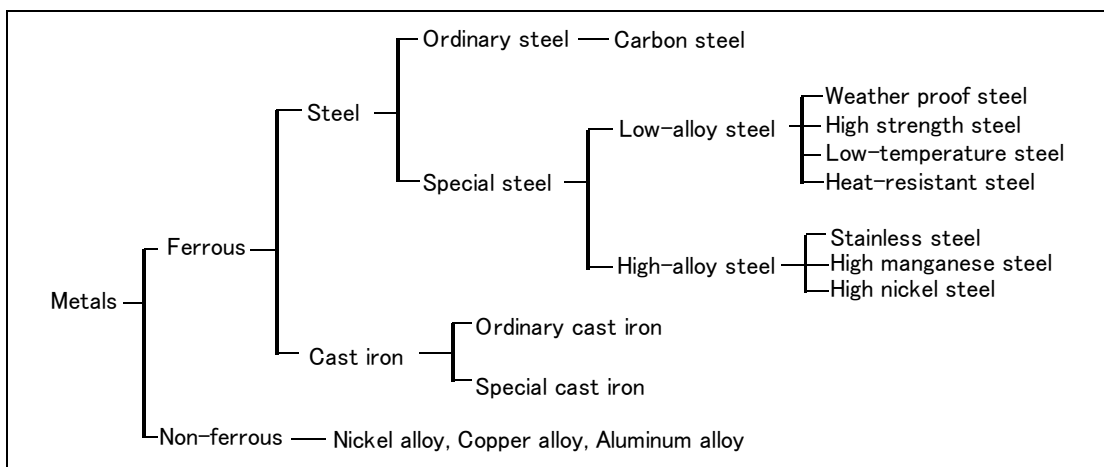 Ordinary steel
Carbon steel
Weather proof steel
Steel
Low-alloy steel
High strength steel
Low-temperature steel
Special steel
Heat-resistant steel
Stainless steel
Ferrous
High-alloy steel
High manganese steel
High nickel steel
Metals
Ordinary cast iron
Cast iron
Special cast iron
Non-ferrous
Nickel alloy, Copper alloy, Aluminum alloy